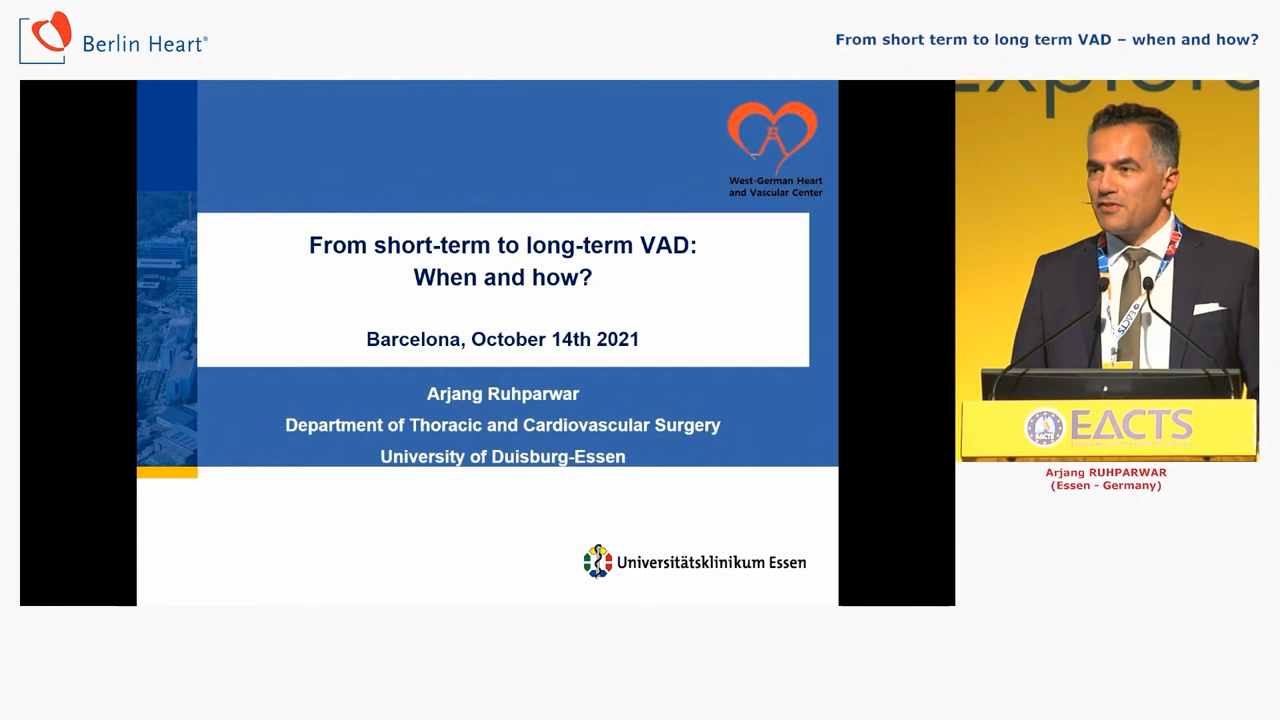 Berlin Heart®
From short term to long term VAD – when and how?
West-German Heart
and Vascular Center
From short-term to long-term VAD:
When and how?
Barcelona, October 14th 2021
Arjang Ruhparwar
Department of Thoracic and Cardiovascular Surgery
University of Duisburg-Essen
Universitätsklinikum Essen
EACTS
EACTS
EACTS
Arjang RUHPARWAR
(Essen - Germany)